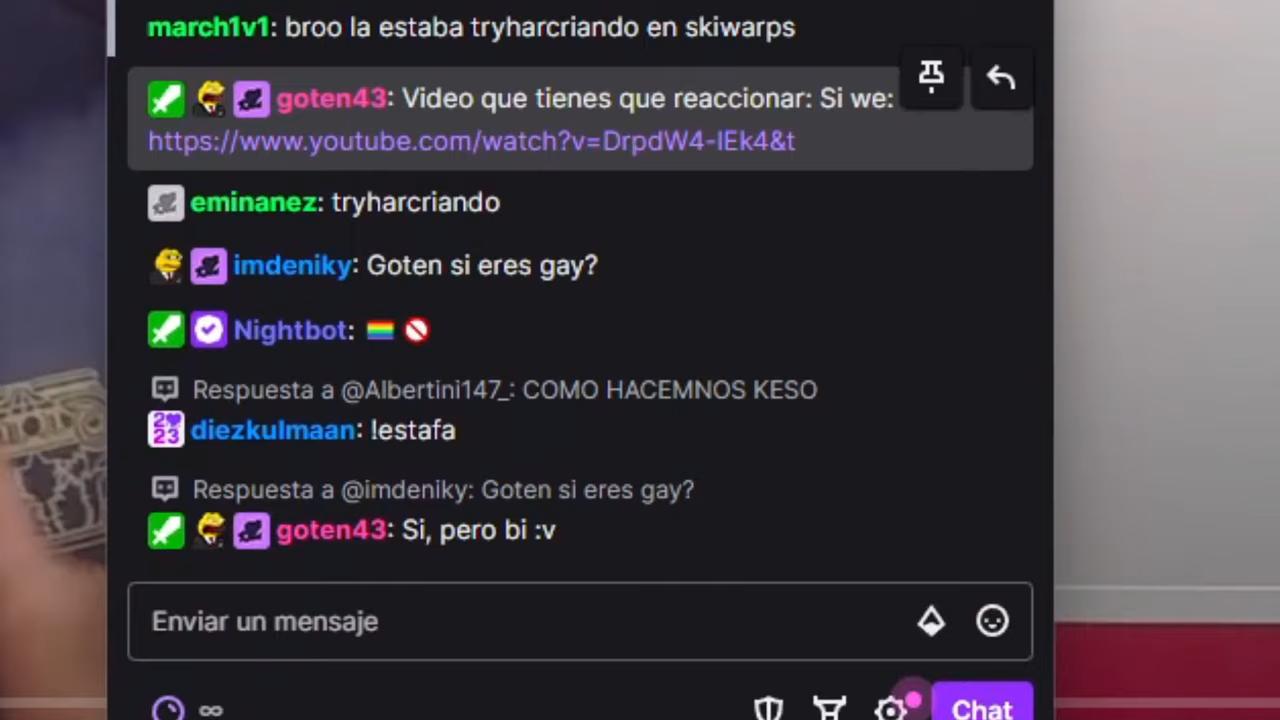 march1v1: broo la estaba tryharcriando en skiwarps
goten43: Video que tienes que reaccionar: Si we:
https://www.youtube.com/watch?v=DrpdW4-IEk4&t
eminanez: tryharcriando
imdeniky: Goten si eres gay?
Nightbot: 🏳️‍🌈 🚫
Respuesta a @Albertini147_: COMO HACEMNOS KESO
2023 diezkulmaan: !estafa
Respuesta a @imdeniky: Goten si eres gay?
goten43: Si, pero bi :v
Enviar un mensaje
∞ Chat